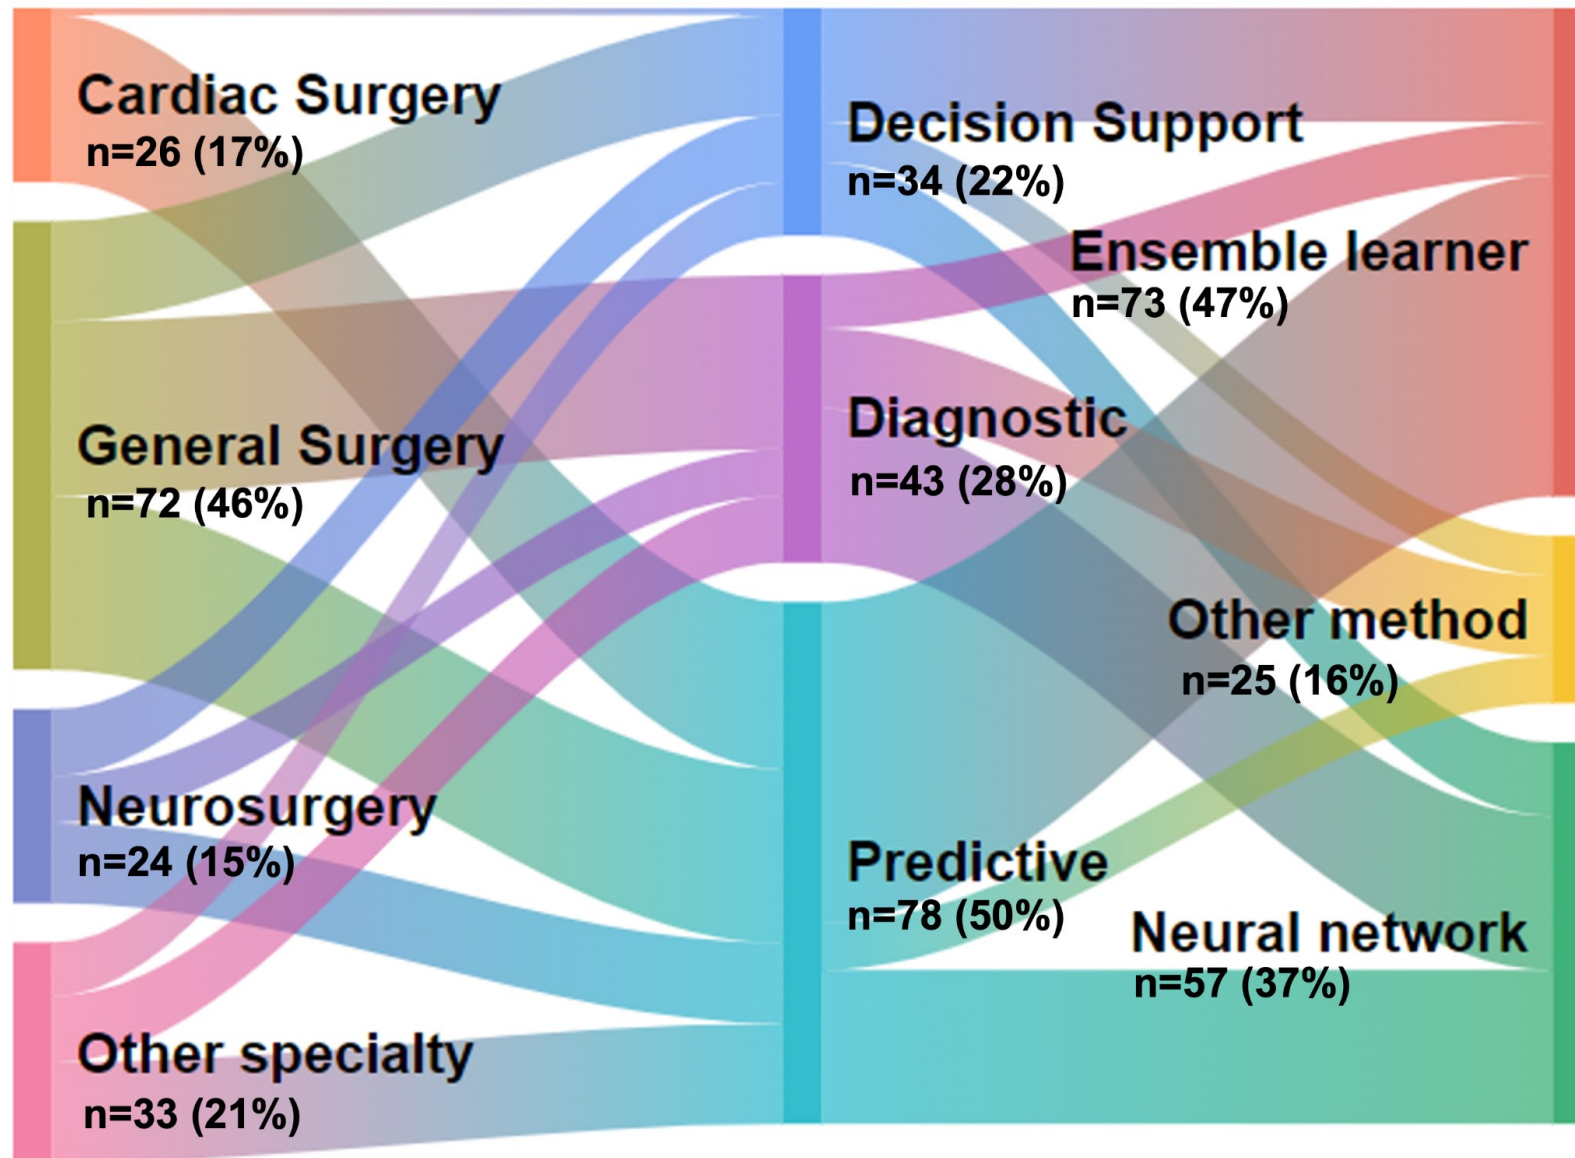 Cardiac Surgery
n=26 (17%)
General Surgery
n=72 (46%)
Neurosurgery
n=24 (15%)
Other specialty
n=33 (21%)
Decision Support
n=34 (22%)
Diagnostic
n=43 (28%)
Predictive
n=78 (50%)
Ensemble learner
n=73 (47%)
Other method
n=25 (16%)
Neural network
n=57 (37%)